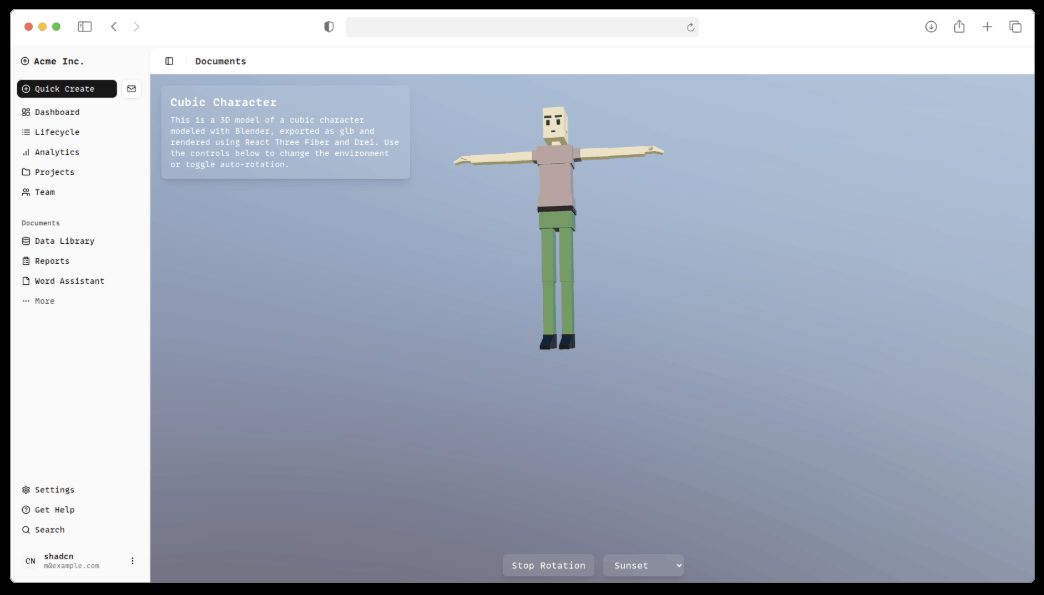 Acme Inc.
Documents
Quick Create
Dashboard
Lifecycle
Analytics
Projects
Team
Documents
Data Library
Reports
Word Assistant
More
Settings
Get Help
Search
CN
shadcn
m@example.com
Cubic Character
This is a 3D model of a cubic character
modeled with Blender, exported as glb and
rendered using React Three Fiber and Drei. Use
the controls below to change the environment
or toggle auto-rotation.
Stop Rotation
Sunset